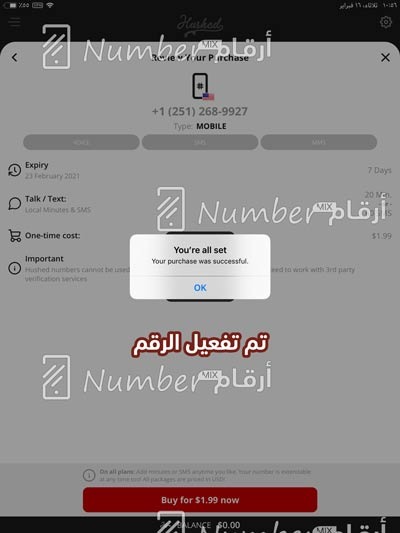 ٪٥٥ VPN
١٠:٥٦ ثلاثاء، ١٦ فبراير
Hushed
Number MIX أرقام
Review Your Purchase
+1 (251) 268-9927
Type: MOBILE
VOICE SMS MMS
Expiry
23 February 2021
7 Days
Talk / Text:
Local Minutes & SMS
20 Min.
Number MIX أرقام
SMS
One-time cost:
$1.99
You're all set
Your purchase was successful.
OK
Important
Hushed numbers cannot be used
need to work with 3rd party
verification services
تم تفعيل الرقم
Number MIX أرقام
On all plans: Add minutes or SMS anytime you like. Your number is extendable
at any time too! All packages are priced in USD.
Buy for $1.99 now
BALANCE $0.00
Number MIX أرقام